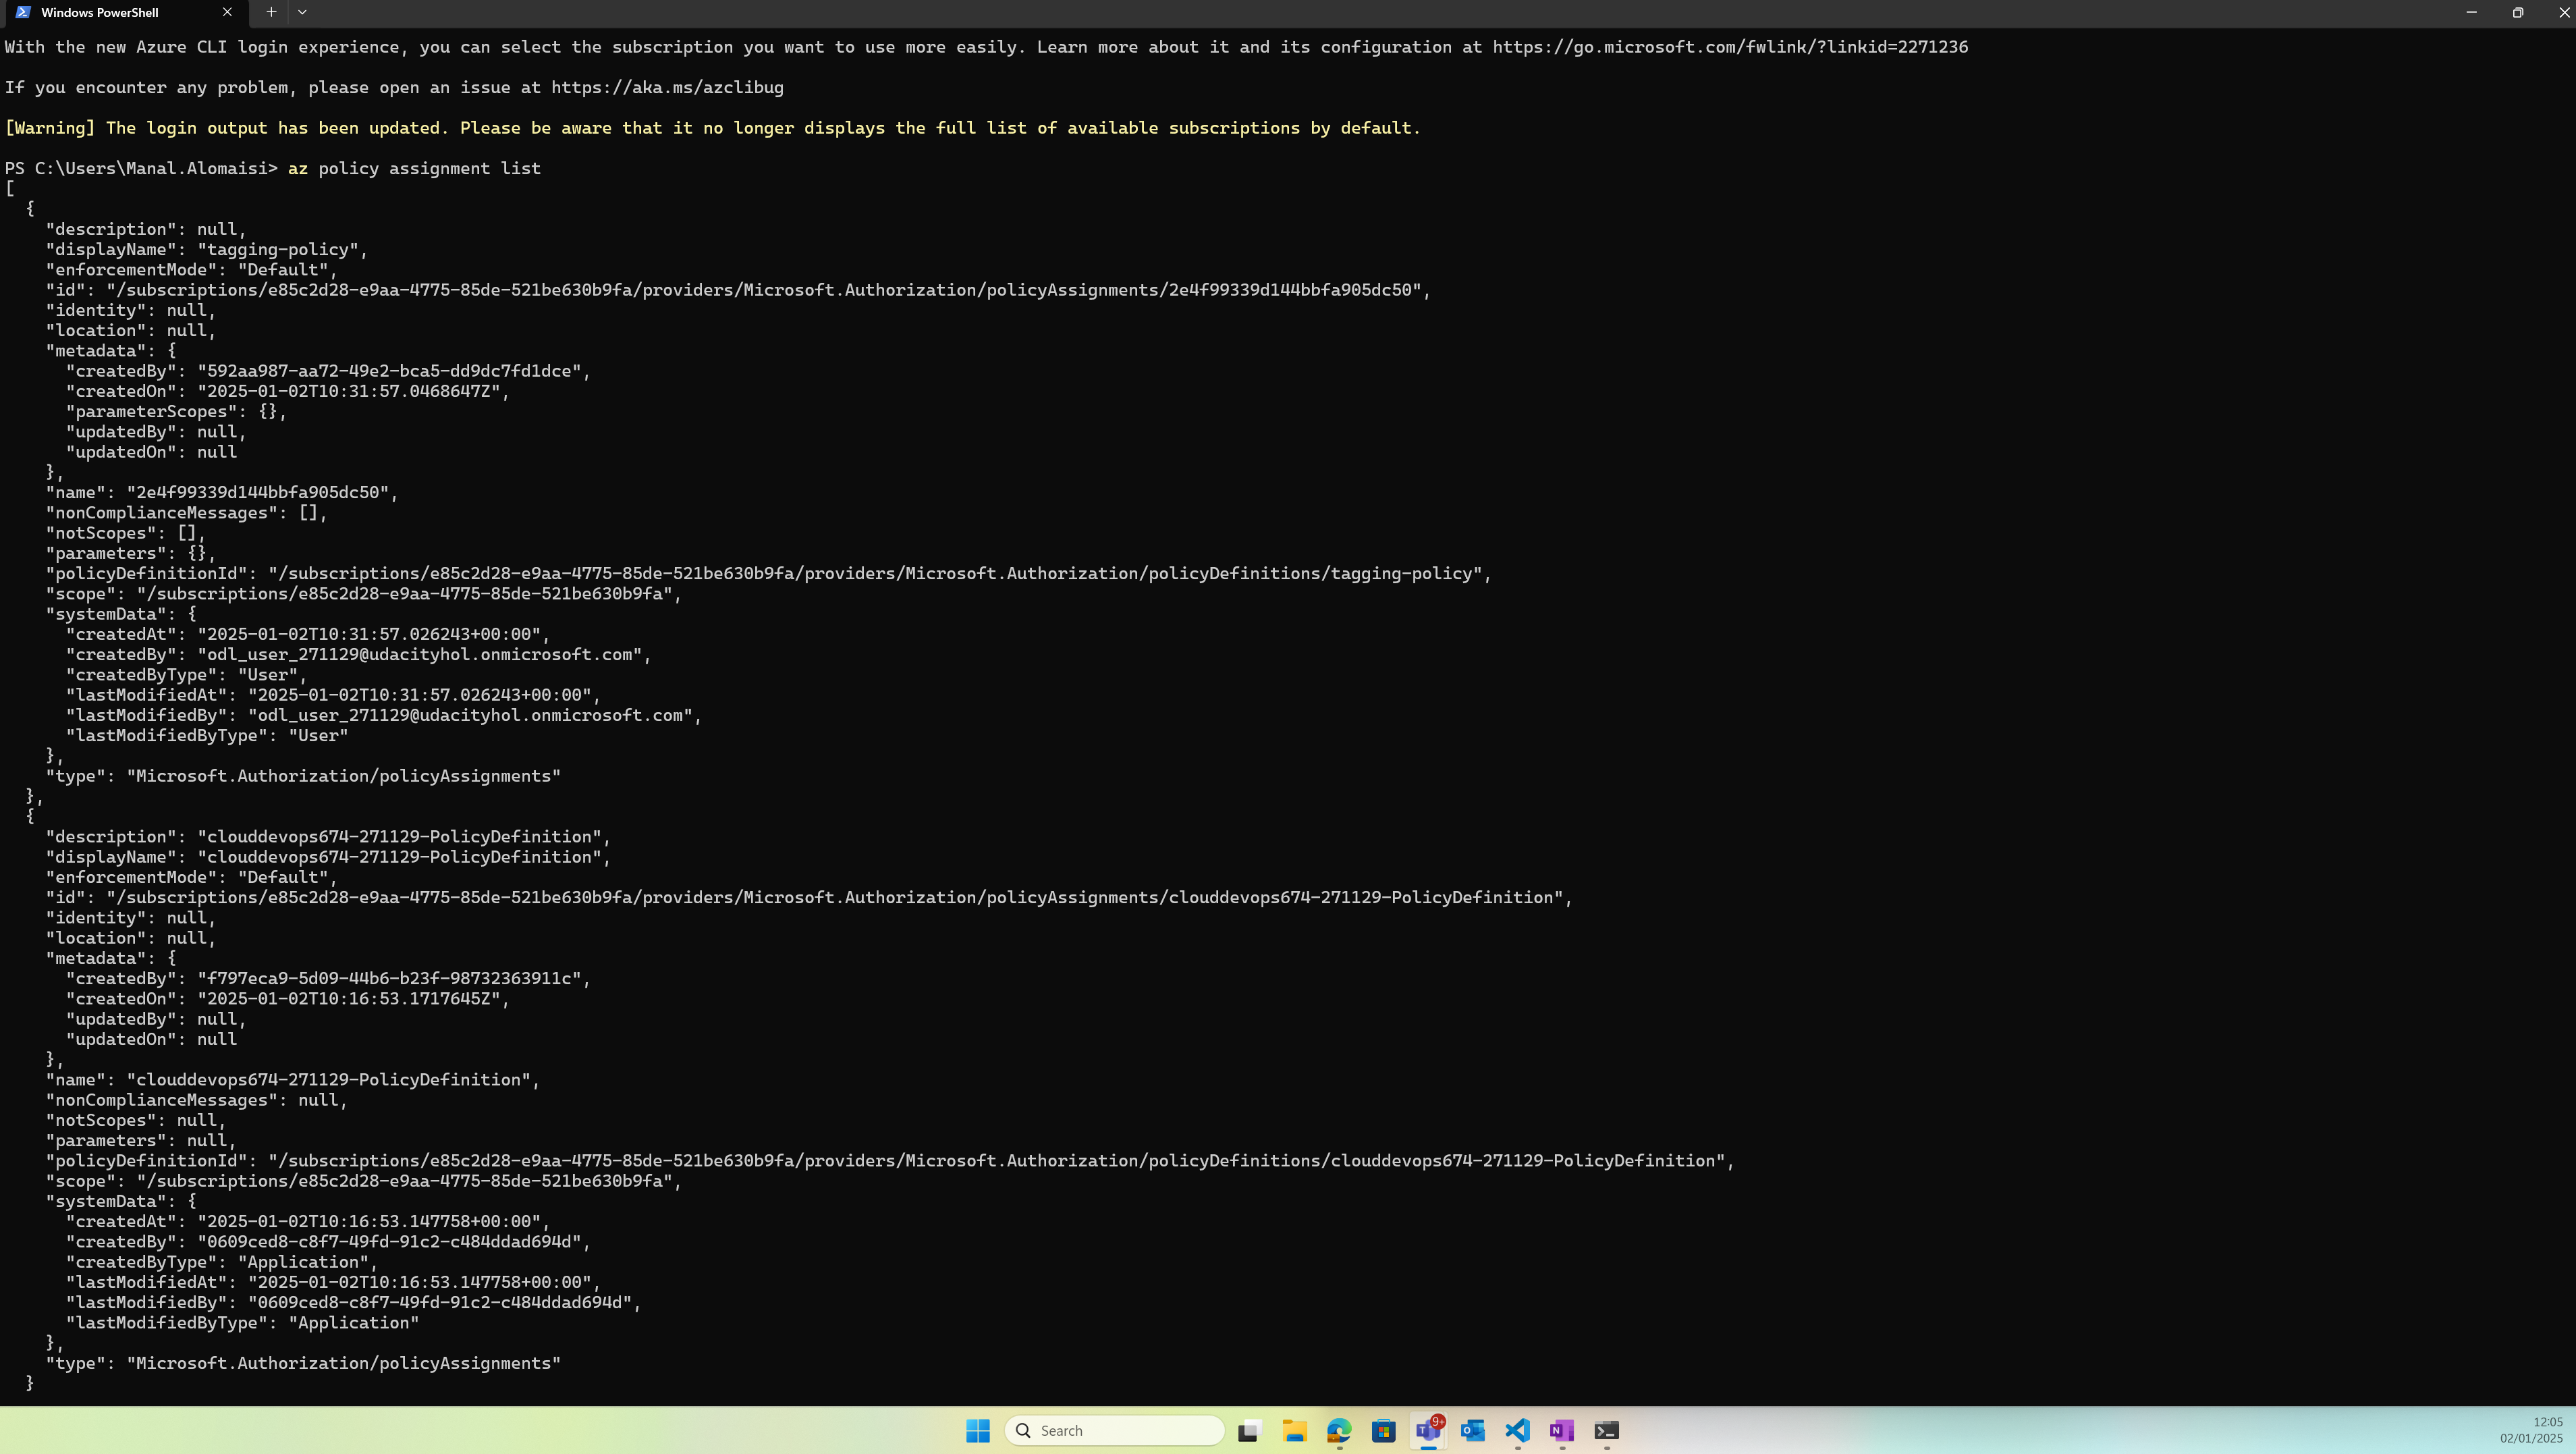 Windows PowerShell
With the new Azure CLI login experience, you can select the subscription you want to use more easily. Learn more about it and its configuration at https://go.microsoft.com/fwlink/?linkid=2271236
If you encounter any problem, please open an issue at https://aka.ms/azclibug
[Warning] The login output has been updated. Please be aware that it no longer displays the full list of available subscriptions by default.
PS C:\Users\Manal.Alomaisi> az policy assignment list
[
  {
    "description": null,
    "displayName": "tagging-policy",
    "enforcementMode": "Default",
    "id": "/subscriptions/e85c2d28-e9aa-4775-85de-521be630b9fa/providers/Microsoft.Authorization/policyAssignments/2e4f99339d144bbfa905dc50",
    "identity": null,
    "location": null,
    "metadata": {
      "createdBy": "592aa987-aa72-49e2-bca5-dd9dc7fd1dce",
      "createdOn": "2025-01-02T10:31:57.0468647Z",
      "parameterScopes": {},
      "updatedBy": null,
      "updatedOn": null
    },
    "name": "2e4f99339d144bbfa905dc50",
    "nonComplianceMessages": [],
    "notScopes": [],
    "parameters": {},
    "policyDefinitionId": "/subscriptions/e85c2d28-e9aa-4775-85de-521be630b9fa/providers/Microsoft.Authorization/policyDefinitions/tagging-policy",
    "scope": "/subscriptions/e85c2d28-e9aa-4775-85de-521be630b9fa",
    "systemData": {
      "createdAt": "2025-01-02T10:31:57.026243+00:00",
      "createdBy": "odl_user_271129@udacityhol.onmicrosoft.com",
      "createdByType": "User",
      "lastModifiedAt": "2025-01-02T10:31:57.026243+00:00",
      "lastModifiedBy": "odl_user_271129@udacityhol.onmicrosoft.com",
      "lastModifiedByType": "User"
    },
    "type": "Microsoft.Authorization/policyAssignments"
  },
  {
    "description": "clouddevops674-271129-PolicyDefinition",
    "displayName": "clouddevops674-271129-PolicyDefinition",
    "enforcementMode": "Default",
    "id": "/subscriptions/e85c2d28-e9aa-4775-85de-521be630b9fa/providers/Microsoft.Authorization/policyAssignments/clouddevops674-271129-PolicyDefinition",
    "identity": null,
    "location": null,
    "metadata": {
      "createdBy": "f797eca9-5d09-44b6-b23f-98732363911c",
      "createdOn": "2025-01-02T10:16:53.1717645Z",
      "updatedBy": null,
      "updatedOn": null
    },
    "name": "clouddevops674-271129-PolicyDefinition",
    "nonComplianceMessages": null,
    "notScopes": null,
    "parameters": null,
    "policyDefinitionId": "/subscriptions/e85c2d28-e9aa-4775-85de-521be630b9fa/providers/Microsoft.Authorization/policyDefinitions/clouddevops674-271129-PolicyDefinition",
    "scope": "/subscriptions/e85c2d28-e9aa-4775-85de-521be630b9fa",
    "systemData": {
      "createdAt": "2025-01-02T10:16:53.147758+00:00",
      "createdBy": "0609ced8-c8f7-49fd-91c2-c484ddad694d",
      "createdByType": "Application",
      "lastModifiedAt": "2025-01-02T10:16:53.147758+00:00",
      "lastModifiedBy": "0609ced8-c8f7-49fd-91c2-c484ddad694d",
      "lastModifiedByType": "Application"
    },
    "type": "Microsoft.Authorization/policyAssignments"
  }
Search
9+
12:05
02/01/2025